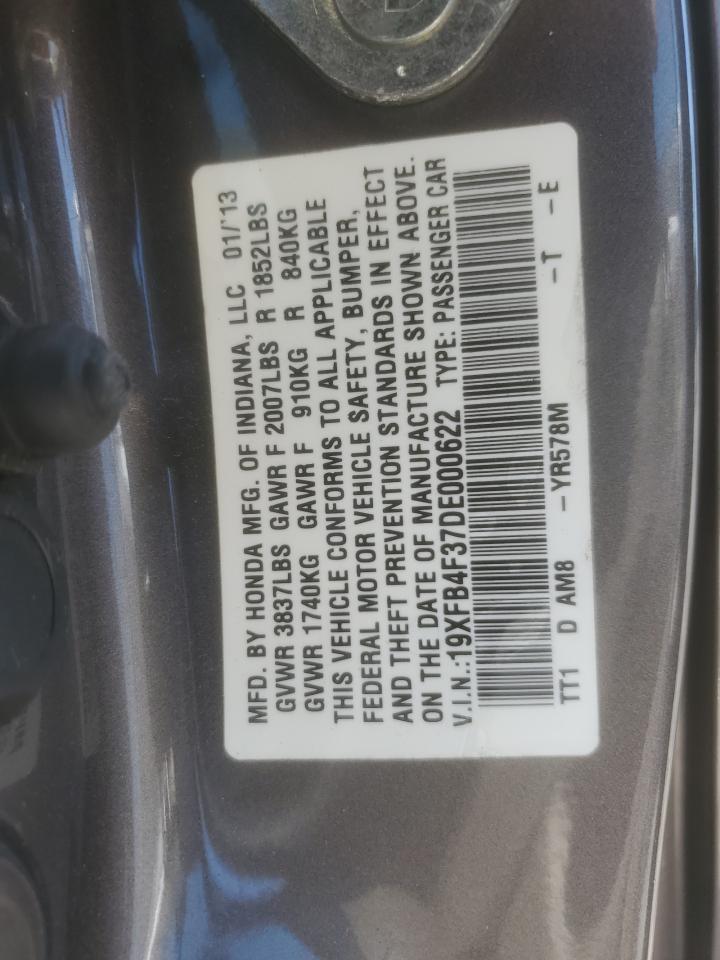 MFD. BY HONDA MFG. OF INDIANA, LLC 01/'13
GVWR 3837LBS GAWR F 2007LBS R 1852LBS
GVWR 1740KG GAWR F 910KG R 840KG
THIS VEHICLE CONFORMS TO ALL APPLICABLE
FEDERAL MOTOR VEHICLE SAFETY, BUMPER,
AND THEFT PREVENTION STANDARDS IN EFFECT
ON THE DATE OF MANUFACTURE SHOWN ABOVE.
V.I.N.:19XFB4F37DE000622 TYPE: PASSENGER CAR
TT1 D AM8 -YR578M -T -E